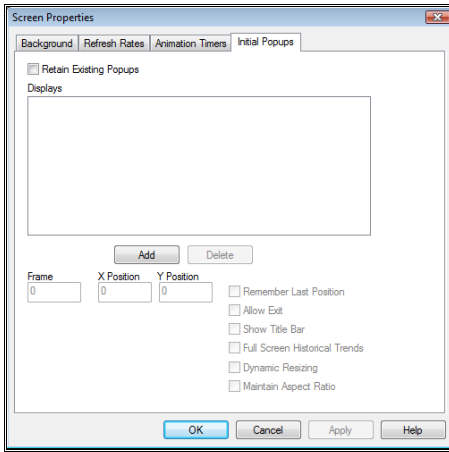 Screen Properties
Background Refresh Rates Animation Timers Initial Popups
Retain Existing Popups
Displays
Add Delete
Frame X Position Y Position
0 0 0
Remember Last Position
Allow Exit
Show Title Bar
Full Screen Historical Trends
Dynamic Resizing
Maintain Aspect Ratio
OK Cancel Apply Help